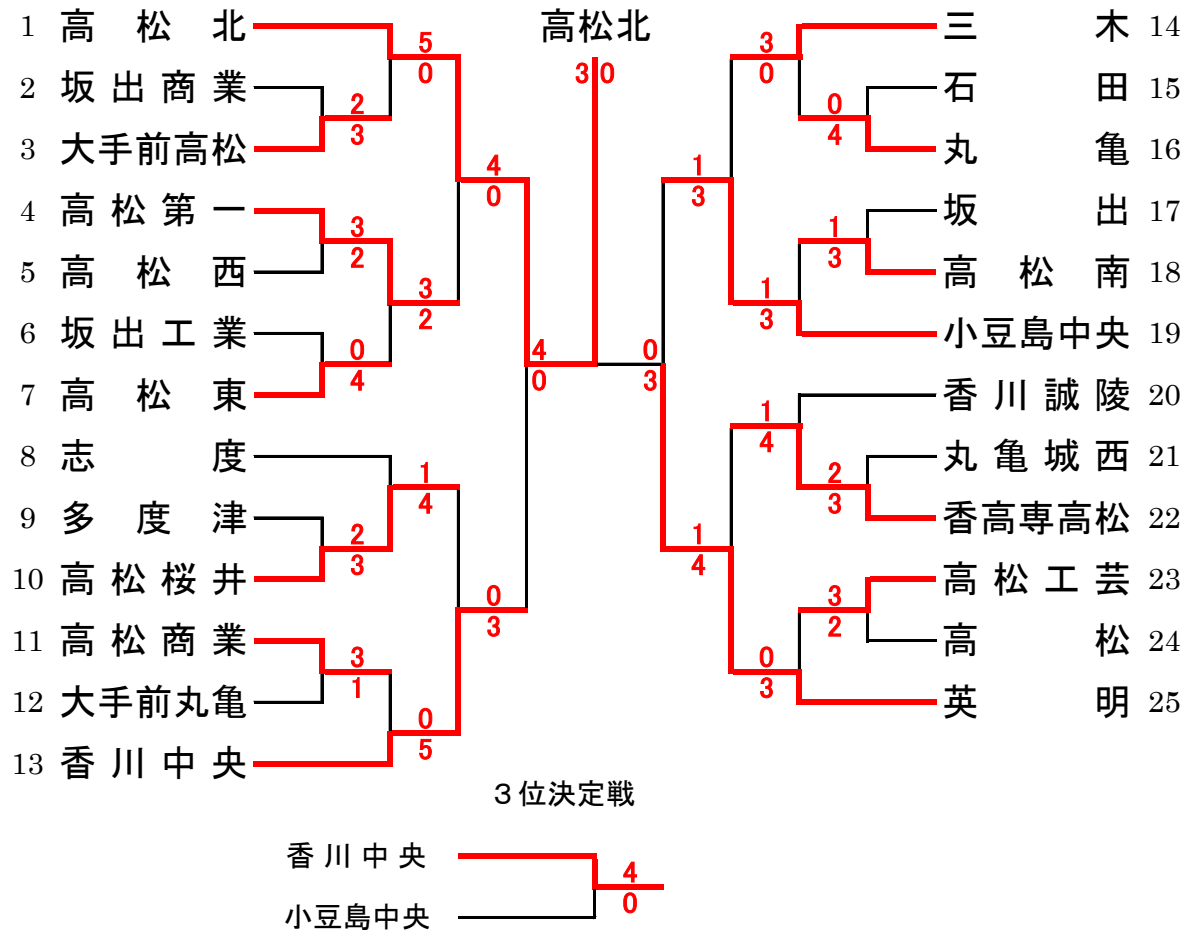 高松北
3 0
1 高松北
2 坂出商業
3 大手前高松
4 高松第一
5 高松西
6 坂出工業
7 高松東
8 志度
9 多度津
10 高松桜井
11 高松商業
12 大手前丸亀
13 香川中央
5
0
2
3
4
0
3
2
3
2
0
4
4
0
1
4
2
3
0
3
3
1
0
5
三木 14
石田 15
丸亀 16
坂出 17
高松南 18
小豆島中央 19
香川誠陵 20
丸亀城西 21
香高専高松 22
高松工芸 23
高松 24
英明 25
3
0
0
4
1
3
1
3
1
3
0
3
1
4
2
3
1
4
3
2
0
3
３位決定戦
香川中央
小豆島中央
4
0